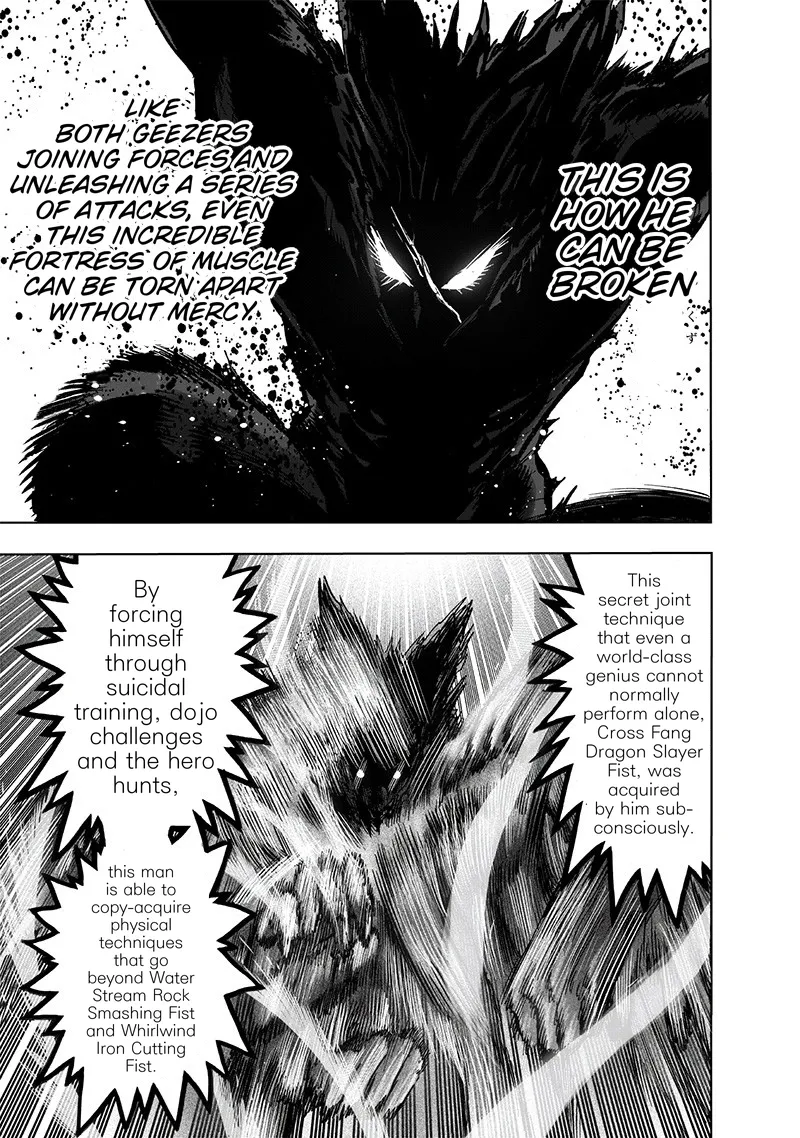 THIS IS
HOW HE
CAN BE
BROKEN
LIKE
BOTH GEEZERS
JOINING FORCES AND
UNLEASHING A SERIES
OF ATTACKS, EVEN
THIS INCREDIBLE
FORTRESS OF MUSCLE
CAN BE TORN APART
WITHOUT MERCY.
This
secret joint
technique
that even a
world-class
genius cannot
normally
perform alone,
Cross Fang
Dragon Slayer
Fist, was
acquired
by him sub-
consciously.
By
forcing
himself
through
suicidal
training, dojo
challenges
and the hero
hunts,
this man
is able to
copy-acquire
physical
techniques
that go
beyond Water
Stream Rock
Smashing Fist
and Whirlwind
Iron Cutting
Fist.